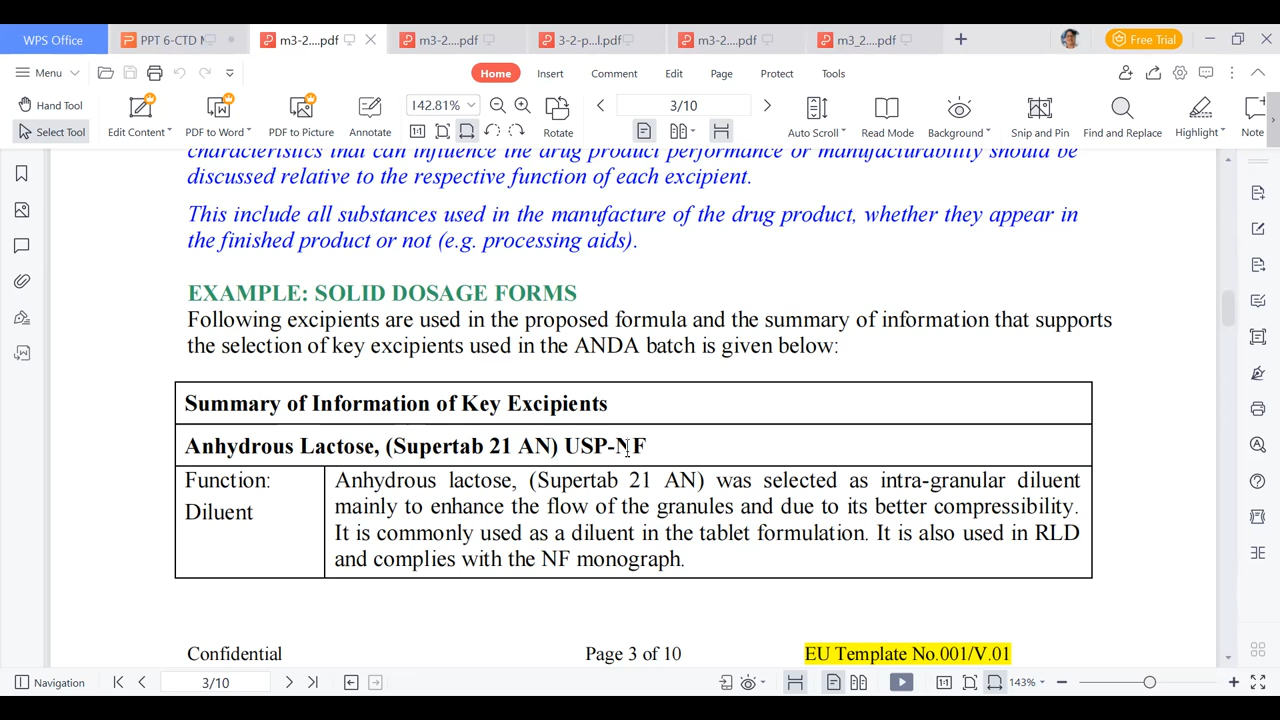 WPS Office
PPT 6-CTD M
m3-2....pdf
m3-2....pdf
3-2-p...l.pdf
m3-2....pdf
m3_2....pdf
Free Trial
Menu
Home
Insert
Comment
Edit
Page
Protect
Tools
Hand Tool
Select Tool
Edit Content
PDF to Word
PDF to Picture
Annotate
142.81%
Rotate
3/10
Auto Scroll
Read Mode
Background
Snip and Pin
Find and Replace
Highlight
Note
characteristics that can influence the drug product performance or manufacturability should be
discussed relative to the respective function of each excipient.
This include all substances used in the manufacture of the drug product, whether they appear in
the finished product or not (e.g. processing aids).
EXAMPLE: SOLID DOSAGE FORMS
Following excipients are used in the proposed formula and the summary of information that supports
the selection of key excipients used in the ANDA batch is given below:
Summary of Information of Key Excipients
Anhydrous Lactose, (Supertab 21 AN) USP-NF
Function:
Diluent
Anhydrous lactose, (Supertab 21 AN) was selected as intra-granular diluent
mainly to enhance the flow of the granules and due to its better compressibility.
It is commonly used as a diluent in the tablet formulation. It is also used in RLD
and complies with the NF monograph.
Confidential
Page 3 of 10
EU Template No.001/V.01
Navigation
3/10
1:1
143%